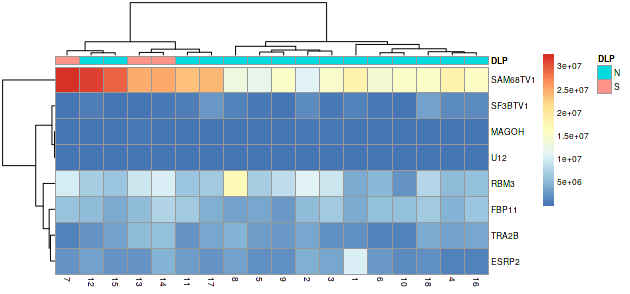 DLP
SAM68TV1
SF3BTV1
MAGOH
U12
RBM3
FBP11
TRA2B
ESRP2
7 12 15 13 14 11 17 8 5 9 2 3 1 6 10 18 4 16
3e+07
2.5e+07
2e+07
1.5e+07
1e+07
5e+06
DLP
N
S